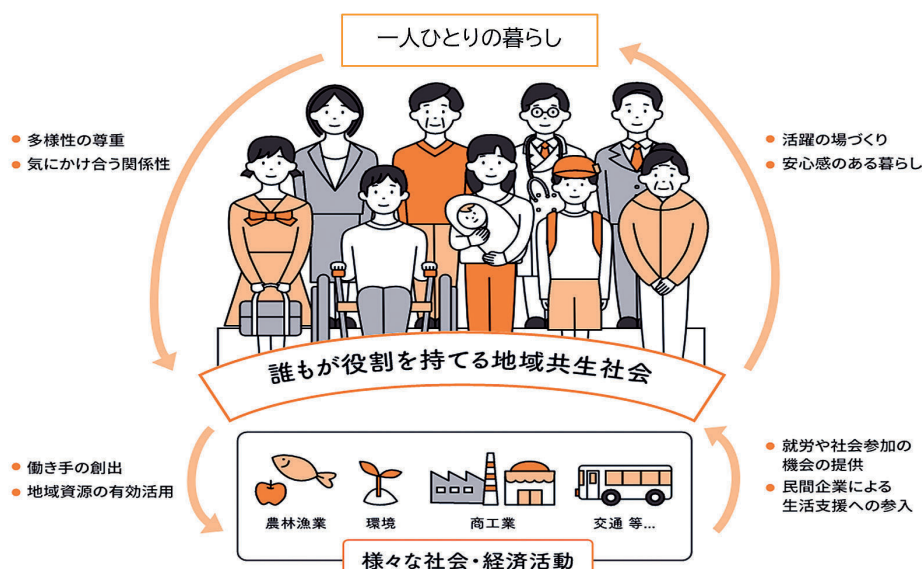 一人ひとりの暮らし
● 多様性の尊重
● 気にかけ合う関係性
● 活躍の場づくり
● 安心感のある暮らし
誰もが役割を持てる地域共生社会
● 働き手の創出
● 地域資源の有効活用
● 就労や社会参加の
機会の提供
● 民間企業による
生活支援への参入
農林漁業
環境
商工業
交通 等...
様々な社会・経済活動